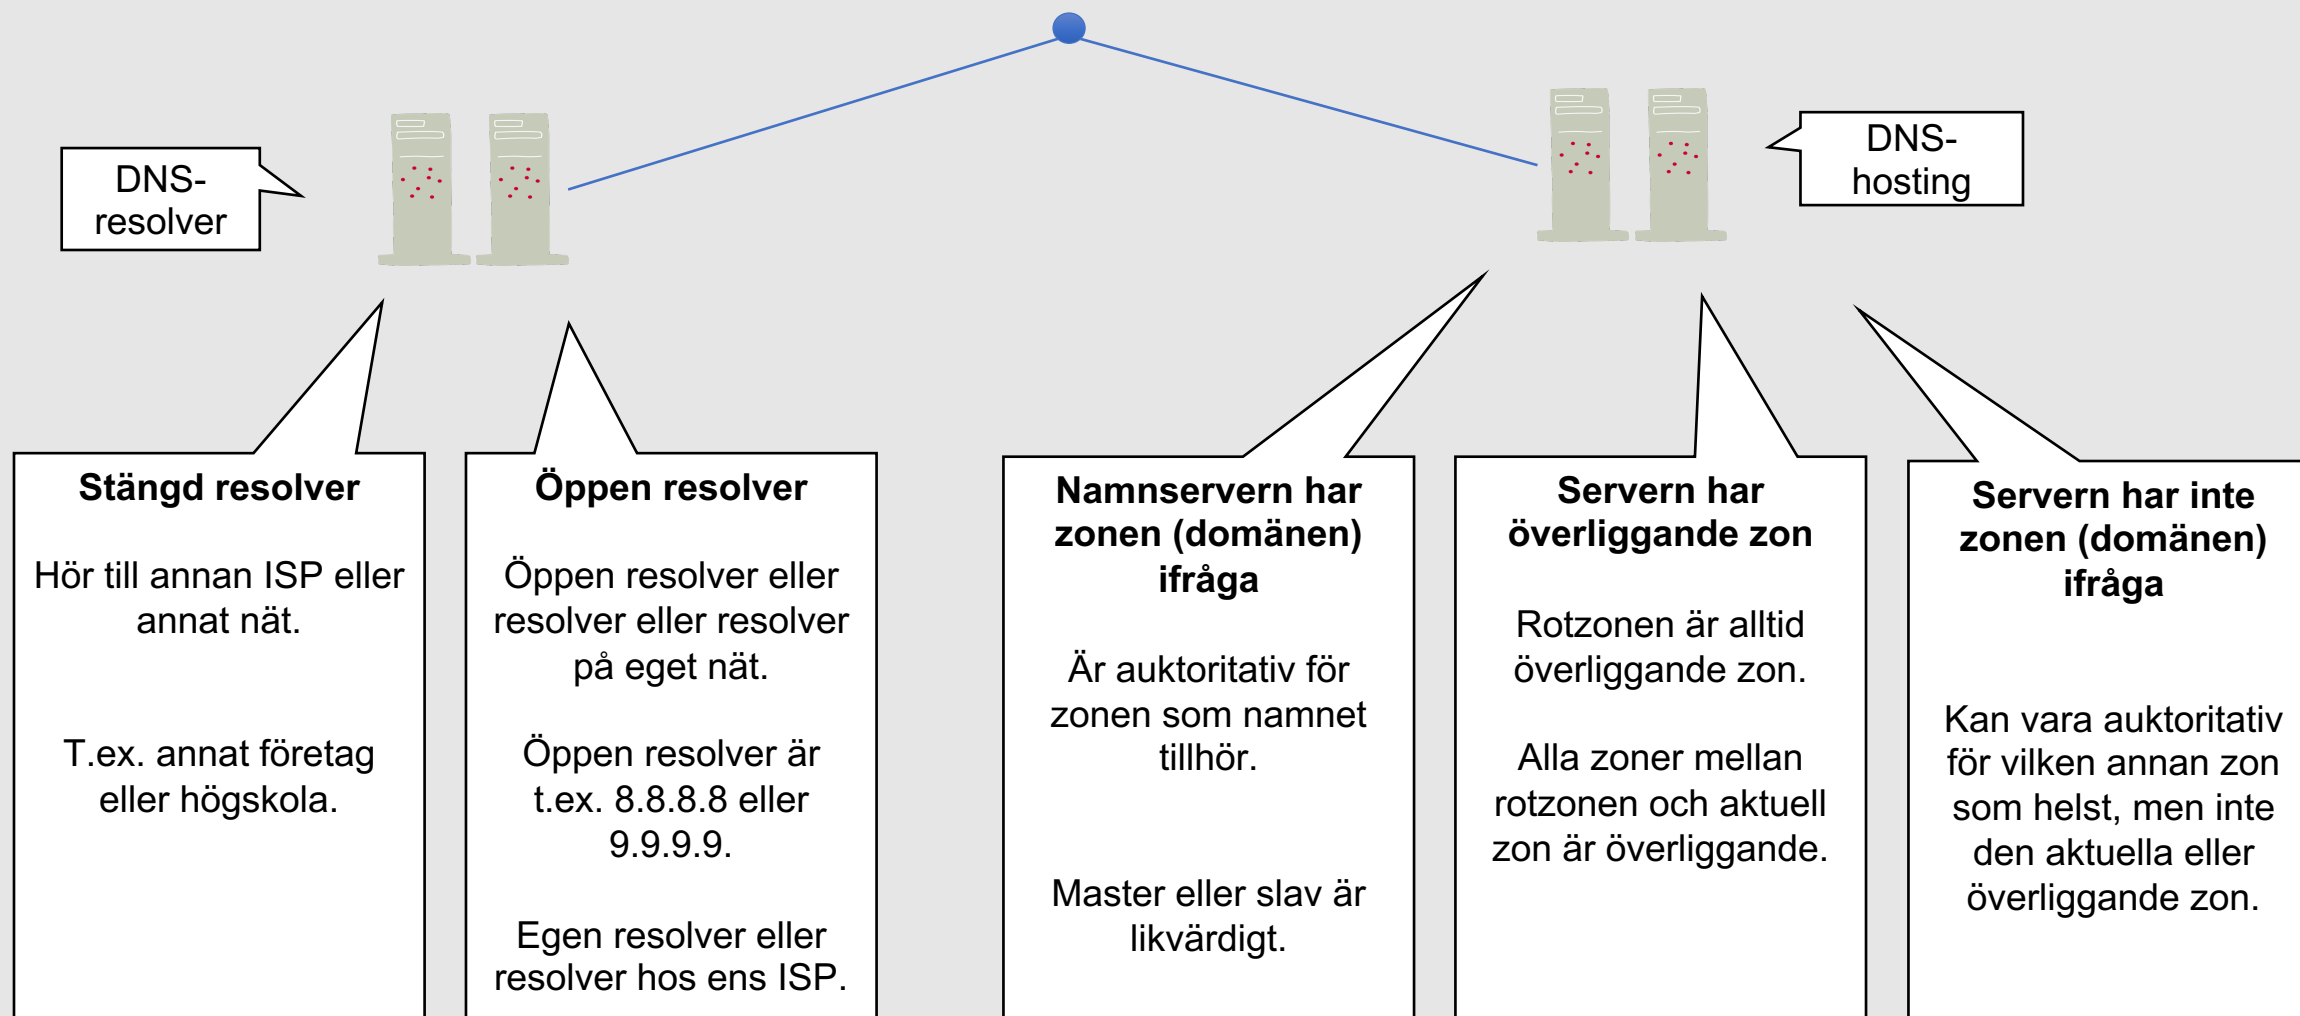 DNS-
resolver
DNS-
hosting
Stängd resolver
Hör till annan ISP eller
annat nät.
T.ex. annat företag
eller högskola.
Öppen resolver
Öppen resolver eller
resolver eller resolver
på eget nät.
Öppen resolver är
t.ex. 8.8.8.8 eller
9.9.9.9.
Egen resolver eller
resolver hos ens ISP.
Namnservern har
zonen (domänen)
ifråga
Är auktoritativ för
zonen som namnet
tillhör.
Master eller slav är
likvärdigt.
Servern har
överliggande zon
Rotzonen är alltid
överliggande zon.
Alla zoner mellan
rotzonen och aktuell
zon är överliggande.
Servern har inte
zonen (domänen)
ifråga
Kan vara auktoritativ
för vilken annan zon
som helst, men inte
den aktuella eller
överliggande zon.